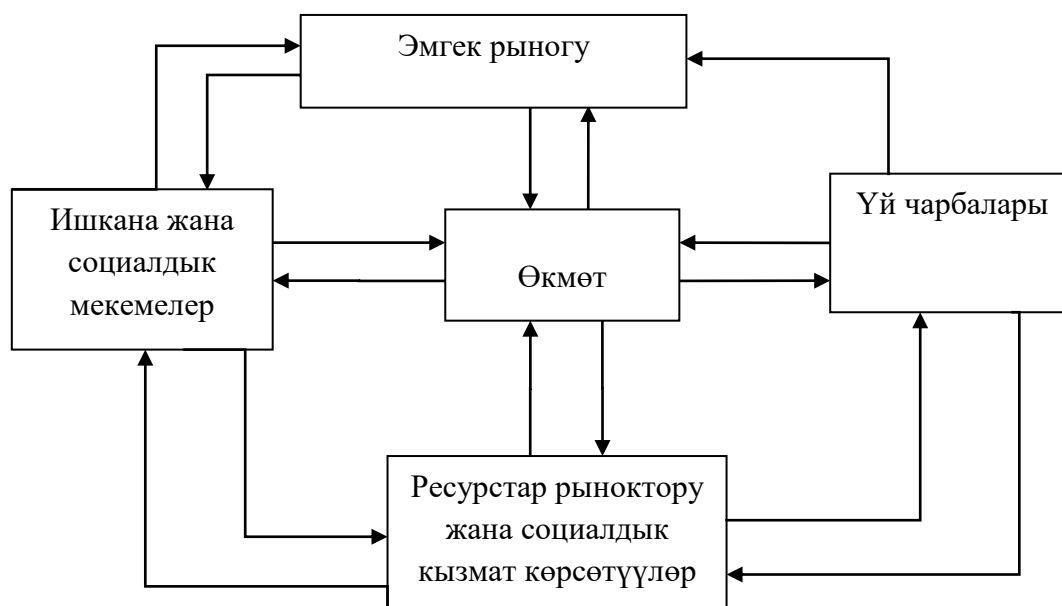 Эмгек рыногу
Ишкана жана
социалдык
мекемелер
Өкмөт
Үй чарбалары
Ресурстар рыноктору
жана социалдык
кызмат көрсөтүүлөр